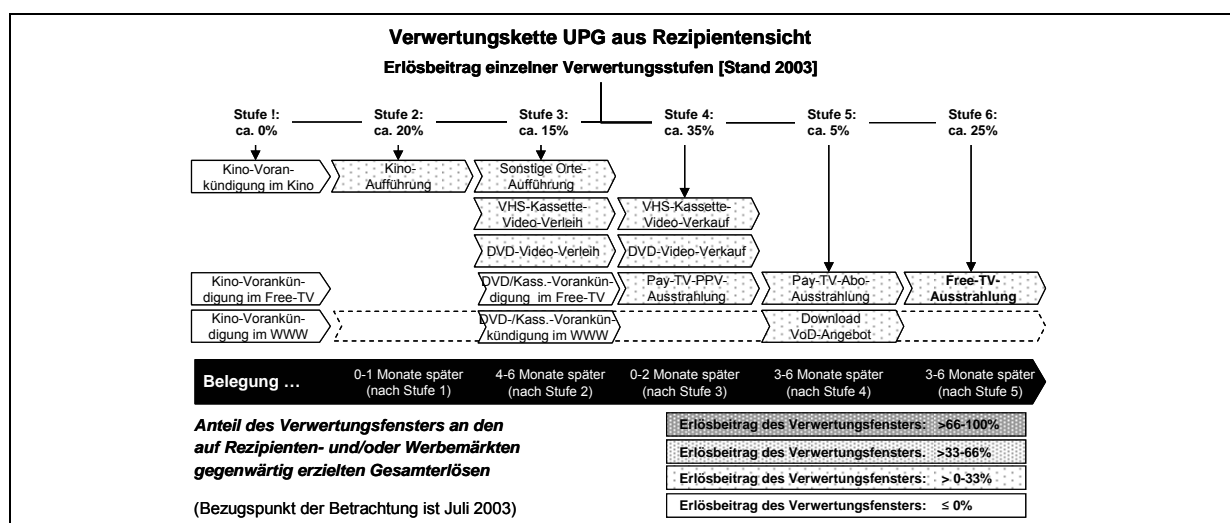 Verwertungskette UPG aus Rezipientensicht
Erlösbeitrag einzelner Verwertungsstufen [Stand 2003]
Stufe !:
ca. 0%
Stufe 2:
ca. 20%
Stufe 3:
ca. 15%
Stufe 4:
ca. 35%
Stufe 5:
ca. 5%
Stufe 6:
ca. 25%
Kino-Voran-
kündigung im Kino
Kino-
Aufführung
Sonstige Orte-
Aufführung
VHS-Kassette-
Video-Verleih
VHS-Kassette-
Video-Verkauf
DVD-Video-Verleih
DVD-Video-Verkauf
Kino-Vorankün-
digung im Free-TV
DVD/Kass.-Vorankün-
digung im Free-TV
Pay-TV-PPV-
Ausstrahlung
Pay-TV-Abo-
Ausstrahlung
Free-TV-
Ausstrahlung
Kino-Vorankün-
digung im WWW
DVD-/Kass.-Vorankün-
kündigung im WWW
Download
VoD-Angebot
Belegung …
0-1 Monate später
(nach Stufe 1)
4-6 Monate später
(nach Stufe 2)
0-2 Monate später
(nach Stufe 3)
3-6 Monate später
(nach Stufe 4)
3-6 Monate später
(nach Stufe 5)
Anteil des Verwertungsfensters an den
auf Rezipienten- und/oder Werbemärkten
gegenwärtig erzielten Gesamterlösen
(Bezugspunkt der Betrachtung ist Juli 2003)
Erlösbeitrag des Verwertungsfensters: >66-100%
Erlösbeitrag des Verwertungsfensters. >33-66%
Erlösbeitrag des Verwertungsfensters: > 0-33%
Erlösbeitrag des Verwertungsfensters: ≤ 0%